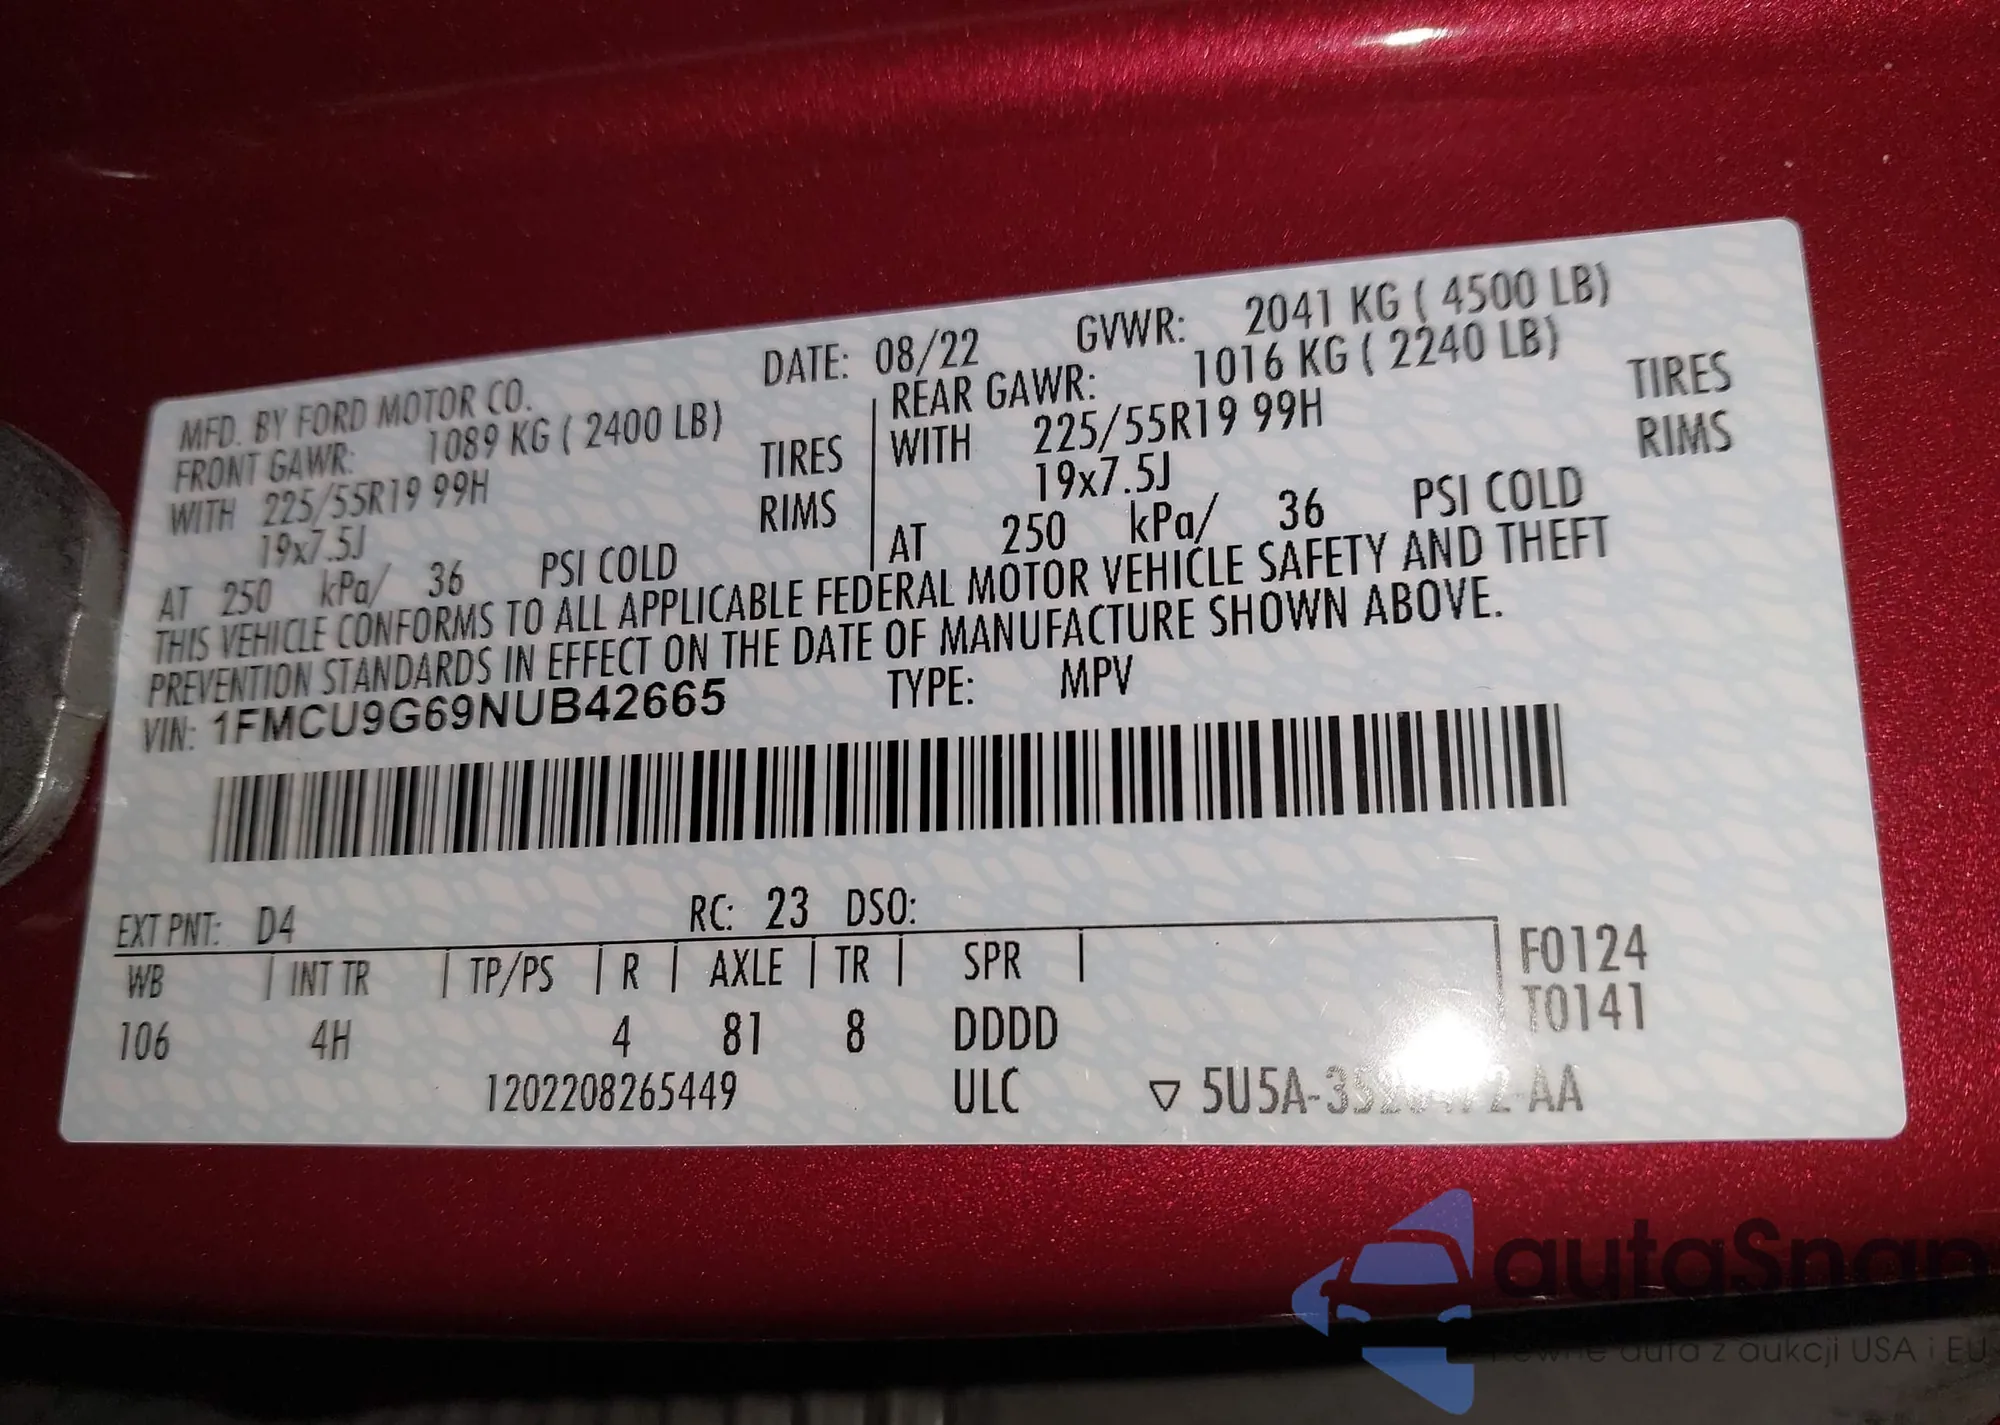 MFD. BY FORD MOTOR CO. DATE: 08/22 GVWR: 2041 KG ( 4500 LB)
FRONT GAWR: 1089 KG ( 2400 LB) REAR GAWR: 1016 KG ( 2240 LB)
WITH 225/55R19 99H TIRES WITH 225/55R19 99H TIRES
19x7.5J RIMS 19x7.5J RIMS
AT 250 kPa/ 36 PSI COLD AT 250 kPa/ 36 PSI COLD
THIS VEHICLE CONFORMS TO ALL APPLICABLE FEDERAL MOTOR VEHICLE SAFETY AND THEFT
PREVENTION STANDARDS IN EFFECT ON THE DATE OF MANUFACTURE SHOWN ABOVE.
VIN: 1FMCU9G69NUB42665 TYPE: MPV
EXT PNT: D4 RC: 23 DSO:
WB INT TR TP/PS R AXLE TR SPR F0124
106 4H 4 81 8 DDDD T0141
1202208265449 ULC
autaSnap
auta z aukcji USA i EU